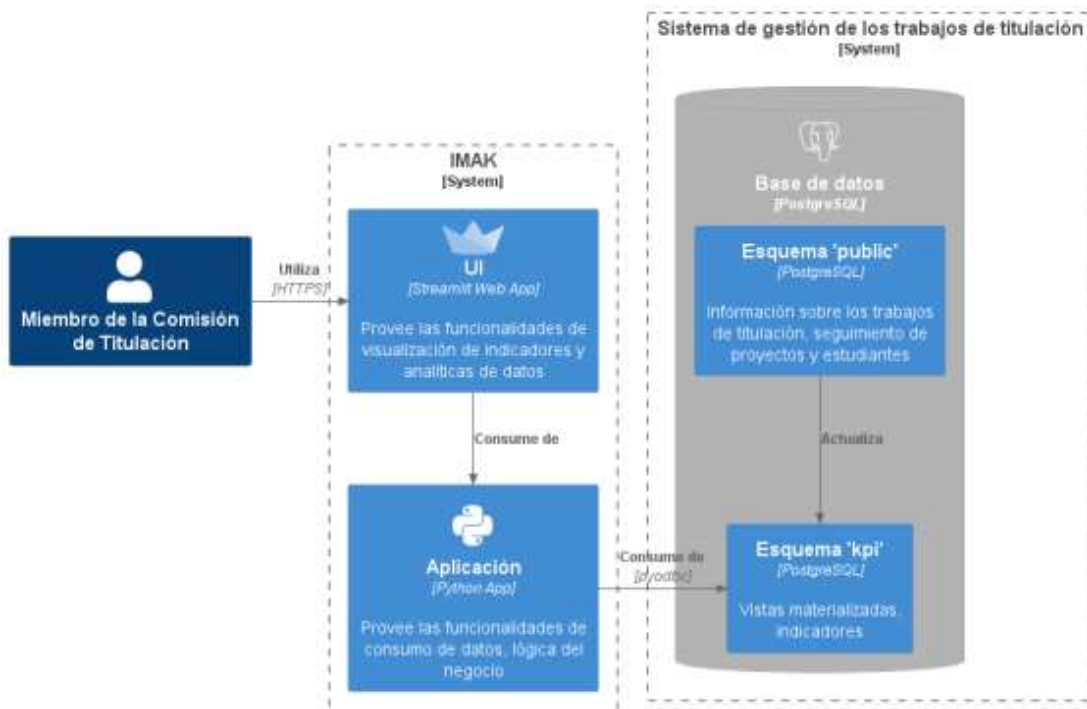 Sistema de gestión de los trabajos de titulación
[System]
Base de datos
[PostgreSQL]
Esquema 'public'
[PostgreSQL]
Información sobre los trabajos
de titulación, seguimiento de
proyectos y estudiantes
IMAK
[System]
UI
[Streamlit Web App]
Provee las funcionalidades de
visualización de indicadores y
analíticas de datos
Miembro de la Comisión
de Titulación
Utiliza
[HTTPS]
Consume de
Actualiza
Aplicación
[Python App]
Provee las funcionalidades de
consumo de datos, lógica del
negocio
Consume de
[pyodbc]
Esquema 'kpi'
[PostgreSQL]
Vistas materializadas,
indicadores